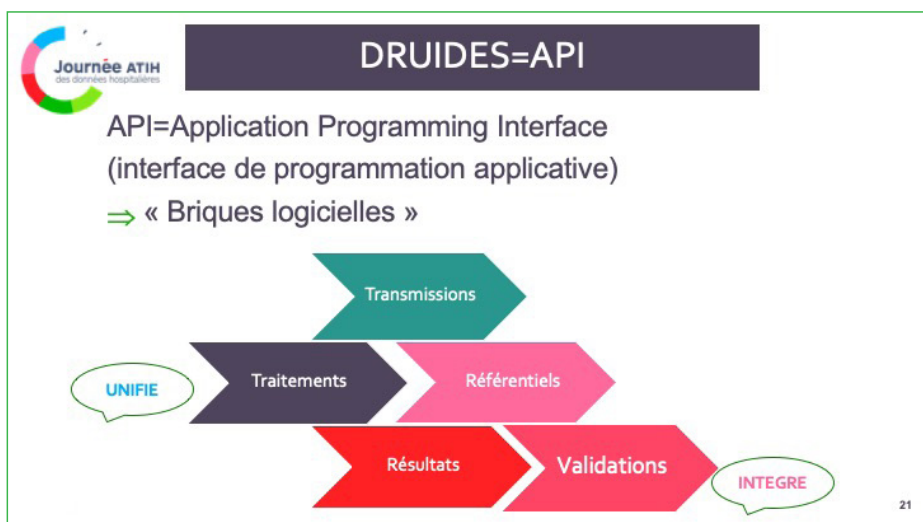 Journée ATIH
des données hospitalières
DRUIDES=API
API=Application Programming Interface
(interface de programmation applicative)
⇒ « Briques logicielles »
Transmissions
UNIFIE
Traitements
Référentiels
Résultats
Validations
INTEGRE
21